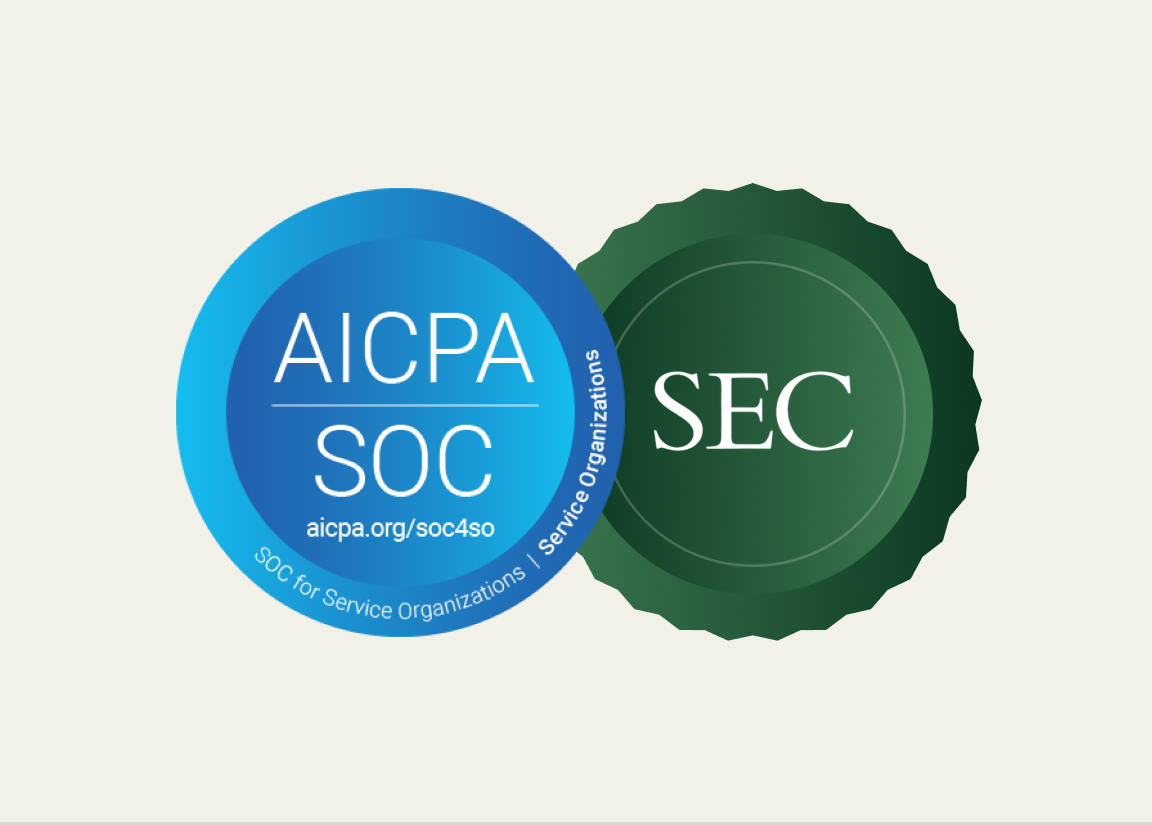 AICPA
SOC
aicpa.org/soc4so
SOC for Service Organizations | Service Organizations
SEC